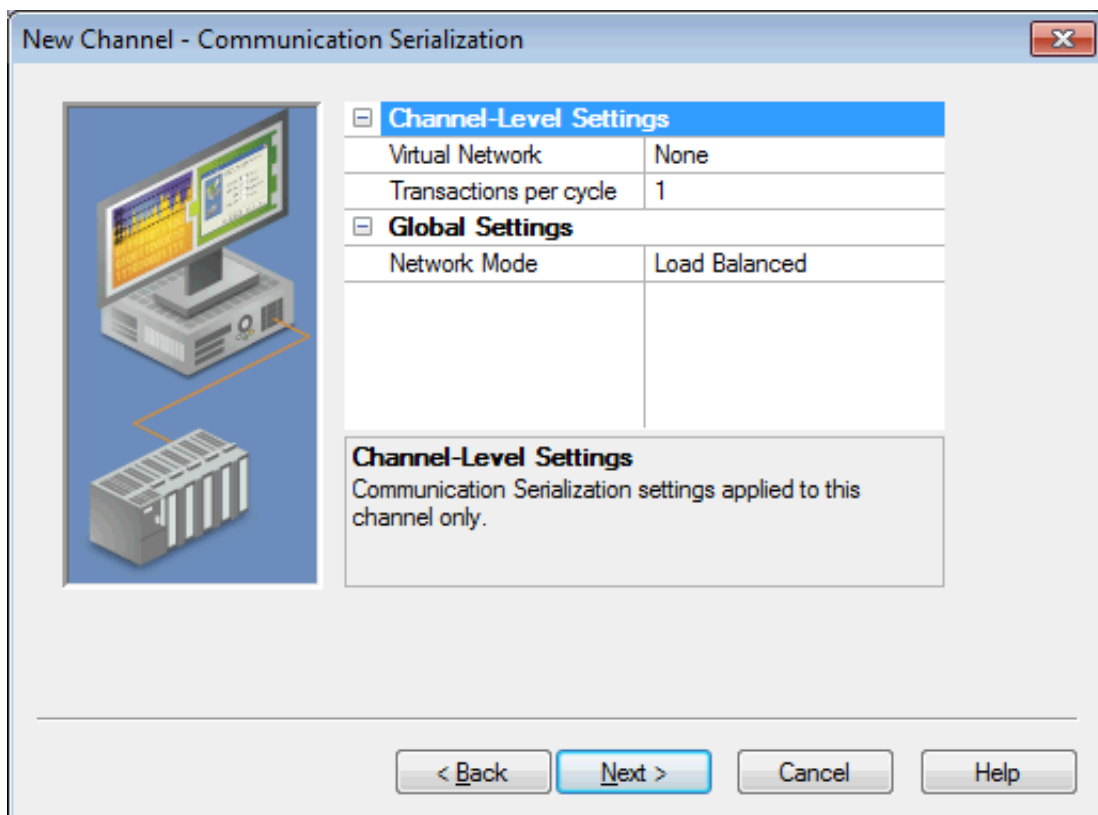 New Channel - Communication Serialization
Channel-Level Settings
Virtual Network None
Transactions per cycle 1
Global Settings
Network Mode Load Balanced
Channel-Level Settings
Communication Serialization settings applied to this
channel only.
< Back Next > Cancel Help